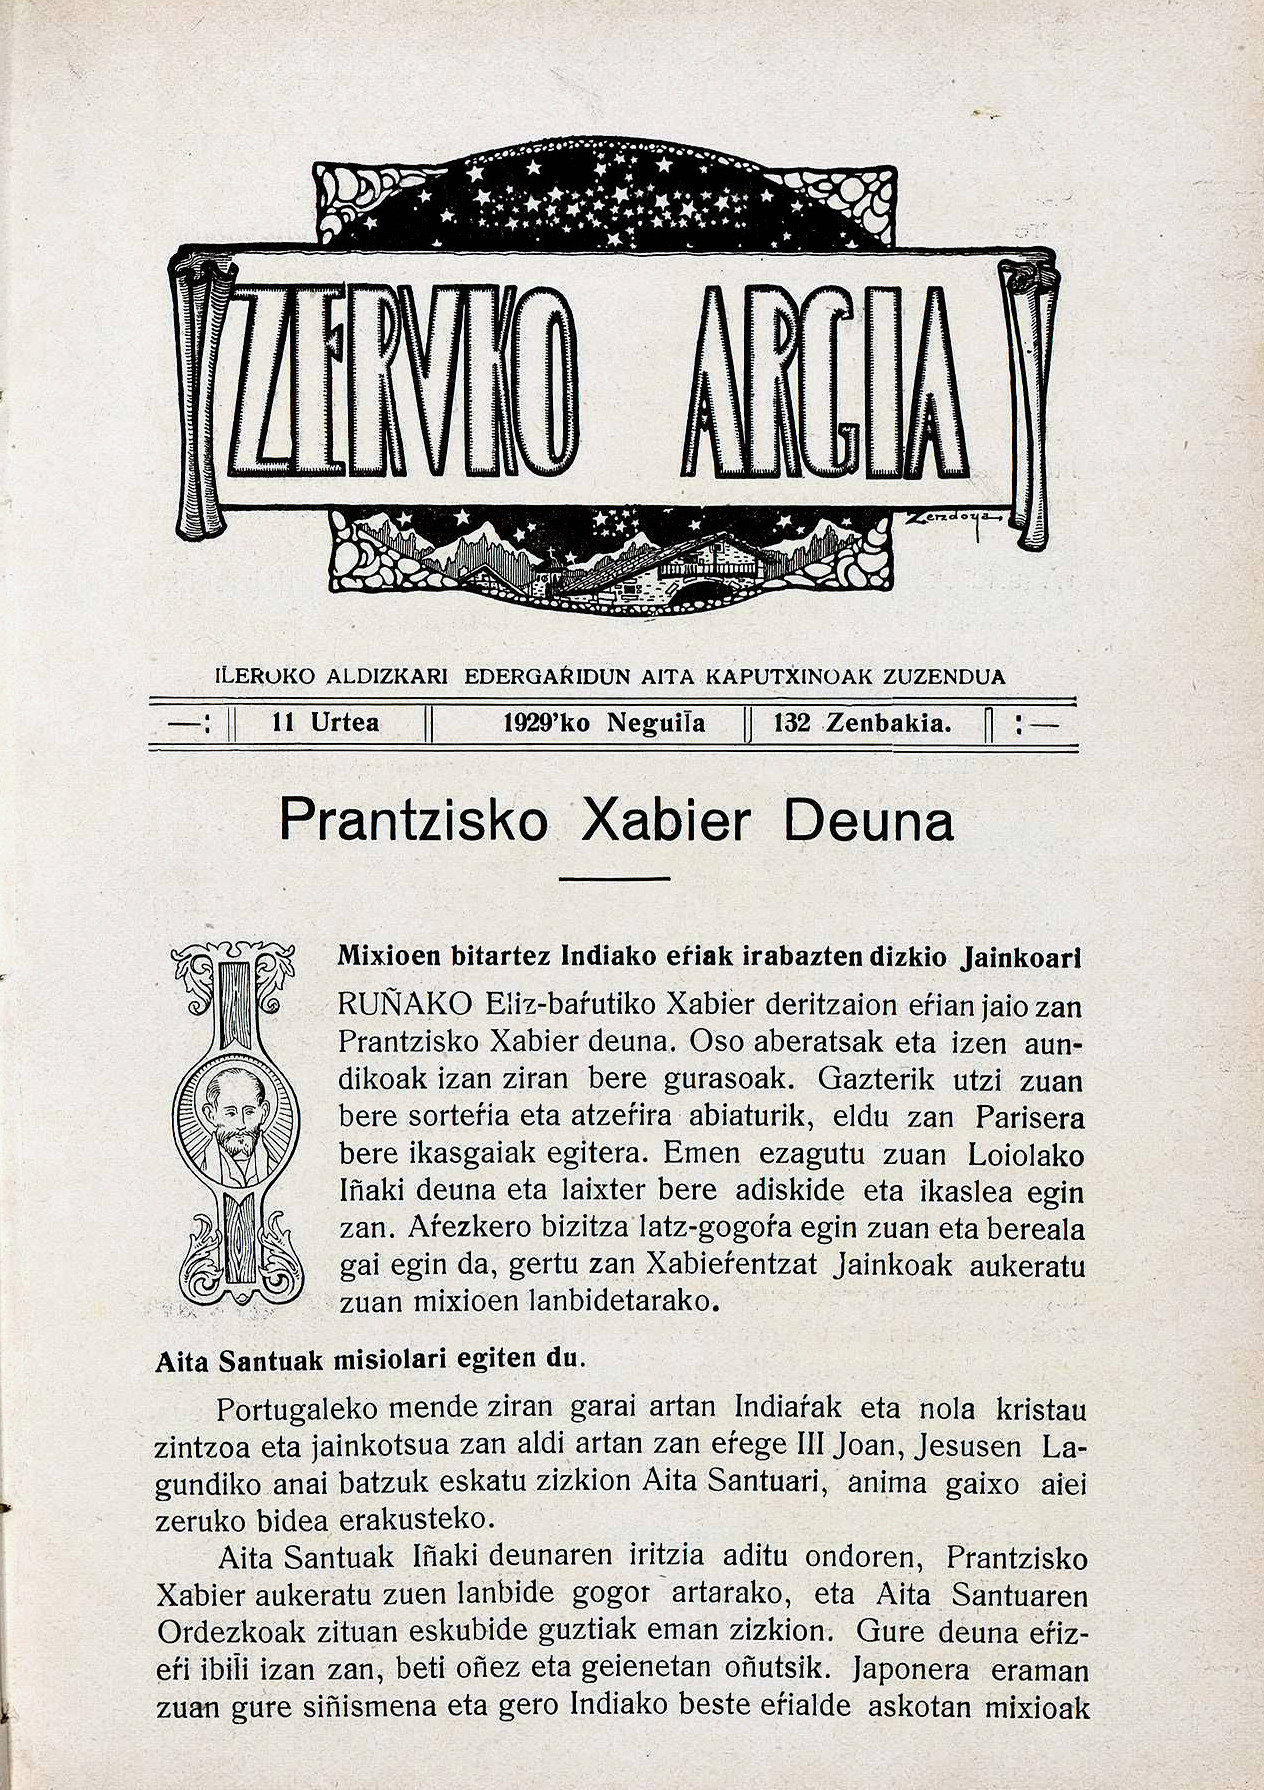 ZERVKO ARGIA
Zendoya
IL̄EROKO ALDIZKARI EDERGAŔIDUN AITA KAPUTXINOAK ZUZENDUA
—: || 11 Urtea || 1929'ko Neguil̄a || 132 Zenbakia. || :—
Prantzisko Xabier Deuna
Mixioen bitartez Indiako eŕiak irabazten dizkio Jainkoari
RUÑAKO Eliz-baŕutiko Xabier deritzaion eŕian jaio zan
Prantzisko Xabier deuna. Oso aberatsak eta izen aun-
dikoak izan ziran bere gurasoak. Gazterik utzi zuan
bere sorteŕia eta atzeŕira abiaturik, eldu zan Parisera
bere ikasgaiak egitera. Emen ezagutu zuan Loiolako
Iñaki deuna eta laixter bere adiskide eta ikaslea egin
zan. Aŕezkero bizitza latz-gogoŕa egin zuan eta bereala
gai egin da, gertu zan Xabieŕentzat Jainkoak aukeratu
zuan mixioen lanbidetarako.
Aita Santuak misiolari egiten du.
Portugaleko mende ziran garai artan Indiaŕak eta nola kristau
zintzoa eta jainkotsua zan aldi artan zan eŕege III Joan, Jesusen La-
gundiko anai batzuk eskatu zizkion Aita Santuari, anima gaixo aiei
zeruko bidea erakusteko.
Aita Santuak Iñaki deunaren iritzia aditu ondoren, Prantzisko
Xabier aukeratu zuen lanbide gogor artarako, eta Aita Santuaren
Ordezkoak zituan eskubide guztiak eman zizkion. Gure deuna eŕiz-
eŕi ibil̄i izan zan, beti oñez eta geienetan oñutsik. Japonera eraman
zuan gure siñismena eta gero Indiako beste eŕialde askotan mixioak